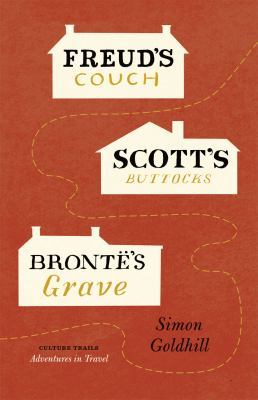 FREUD'S
COUCH
SCOTT'S
BUTTOCKS
BRONTË'S
Grave
Simon
Goldhill
CULTURE TRAILS
Adventures in Travel